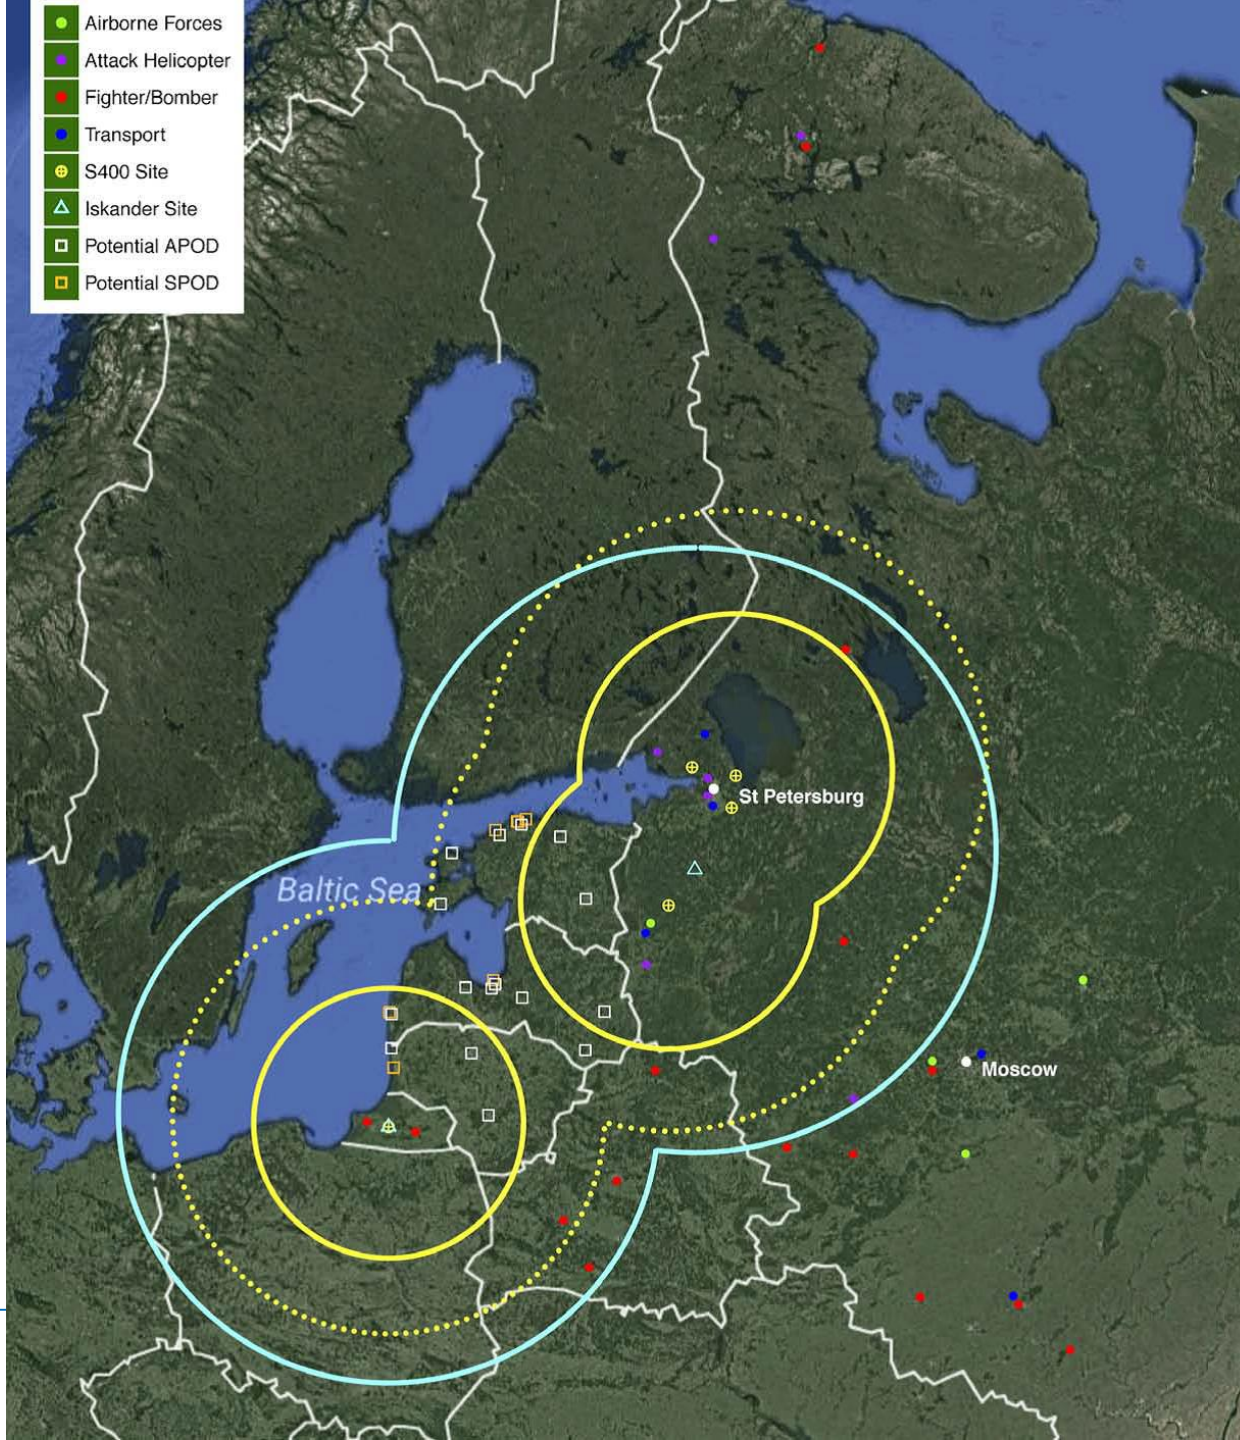 Airborne Forces
Attack Helicopter
Fighter/Bomber
Transport
S400 Site
Iskander Site
Potential APOD
Potential SPOD
St Petersburg
Baltic Sea
Moscow